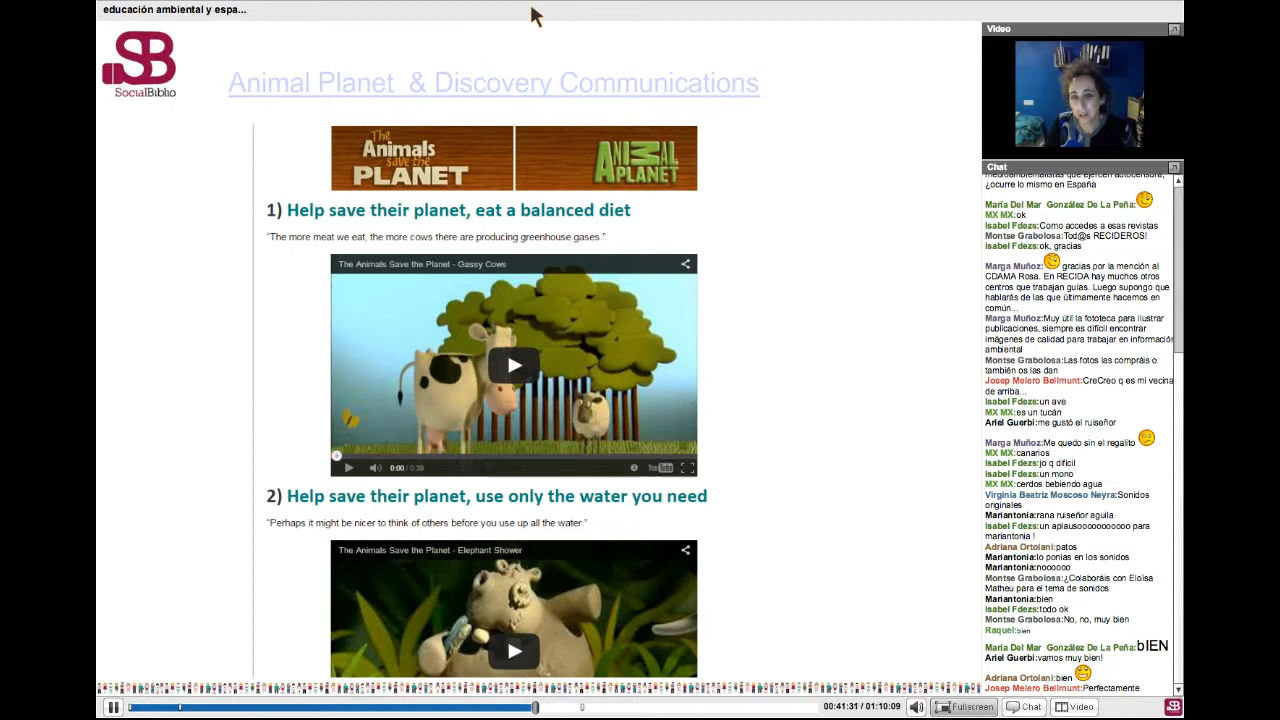 educación ambiental y espa...
SB
SocialBiblio
Animal Planet & Discovery Communications
The
Animals
save the
PLANET
ANIMAL
PLANET
1) Help save their planet, eat a balanced diet
“The more meat we eat, the more cows there are producing greenhouse gases.”
The Animals Save the Planet - Gassy Cows
0:00 / 0:39
YouTube
2) Help save their planet, use only the water you need
“Perhaps it might be nicer to think of others before you use up all the water.”
The Animals Save the Planet - Elephant Shower
Video
Chat
medioambientalistas que ejercen autocensura,
¿ocurre lo mismo en España
María Del Mar González De La Peña:
MX MX:ok
Isabel Fdezs:Como accedes a esas revistas
Montse Grabolosa:Tod@s RECIDEROS!
Isabel Fdezs:ok, gracias
Marga Muñoz: gracias por la mención al
CDAMA Rosa. En RECIDA hay muchos otros
centros que trabajan guías. Luego supongo que
hablarás de las que últimamente hacemos en
común...
Marga Muñoz:Muy útil la fototeca para ilustrar
publicaciones, siempre es difícil encontrar
imágenes de calidad para trabajar en información
ambiental
Montse Grabolosa:Las fotos las compráis o
también os las dan
Josep Melero Bellmunt:CreCreo q es mi vecina
de arriba...
Isabel Fdezs:un ave
MX MX:es un tucán
Ariel Guerbi:me gustó el ruiseñor
Marga Muñoz:Me quedo sin el regalito
MX MX:canarios
Isabel Fdezs:jo q dificil
Isabel Fdezs:un mono
MX MX:cerdos bebiendo agua
Virginia Beatriz Moscoso Neyra:Sonidos
originales
Mariantonia:rana ruiseñor aguila
Isabel Fdezs:un aplausooooooooooo para
mariantonia !
Adriana Ortolani:patos
Mariantonia:lo ponias en los sonidos
Mariantonia:noooooo
Montse Grabolosa:¿Colaboráis con Eloïsa
Matheu para el tema de sonidos
Mariantonia:bien
Isabel Fdezs:todo ok
Montse Grabolosa:No, no, muy bien
Raquel:bien
María Del Mar González De La Peña:bIEN
Ariel Guerbi:vamos muy bien!
Adriana Ortolani:bien
Josep Melero Bellmunt:Perfectamente
00:41:31 / 01:10:09
Fullscreen
Chat
Video
SB